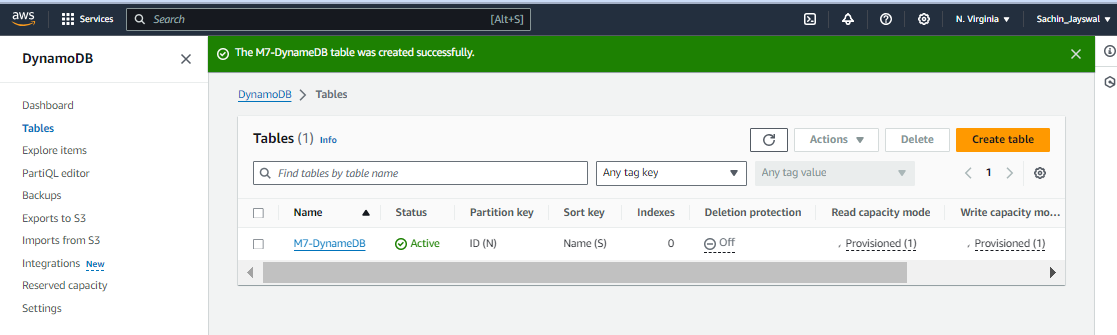 aws Services Search [Alt+S] N. Virginia Sachin_Jayswal
DynamoDB
The M7-DynameDB table was created successfully.
Dashboard
Tables
Explore items
PartiQL editor
Backups
Exports to S3
Imports from S3
Integrations New
Reserved capacity
Settings
DynamoDB > Tables
Tables (1) Info
Actions Delete Create table
Find tables by table name Any tag key Any tag value < 1 >
Name Status Partition key Sort key Indexes Deletion protection Read capacity mode Write capacity mo...
M7-DynameDB Active ID (N) Name (S) 0 Off , Provisioned (1) , Provisioned (1)